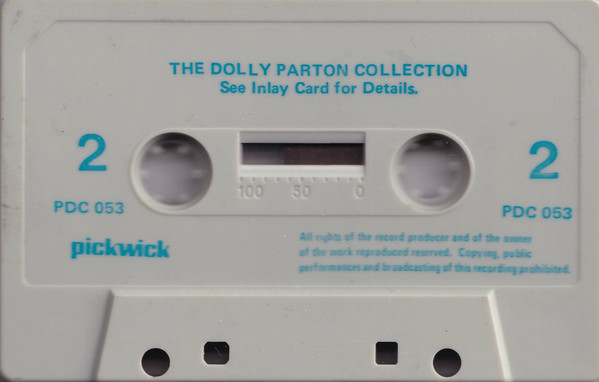 THE DOLLY PARTON COLLECTION
See Inlay Card for Details.
2
2
100 50 0
PDC 053
PDC 053
pickwick
All rights of the record producer and of the owner
of the work reproduced reserved. Copying, public
performances and broadcasting of this recording prohibited.